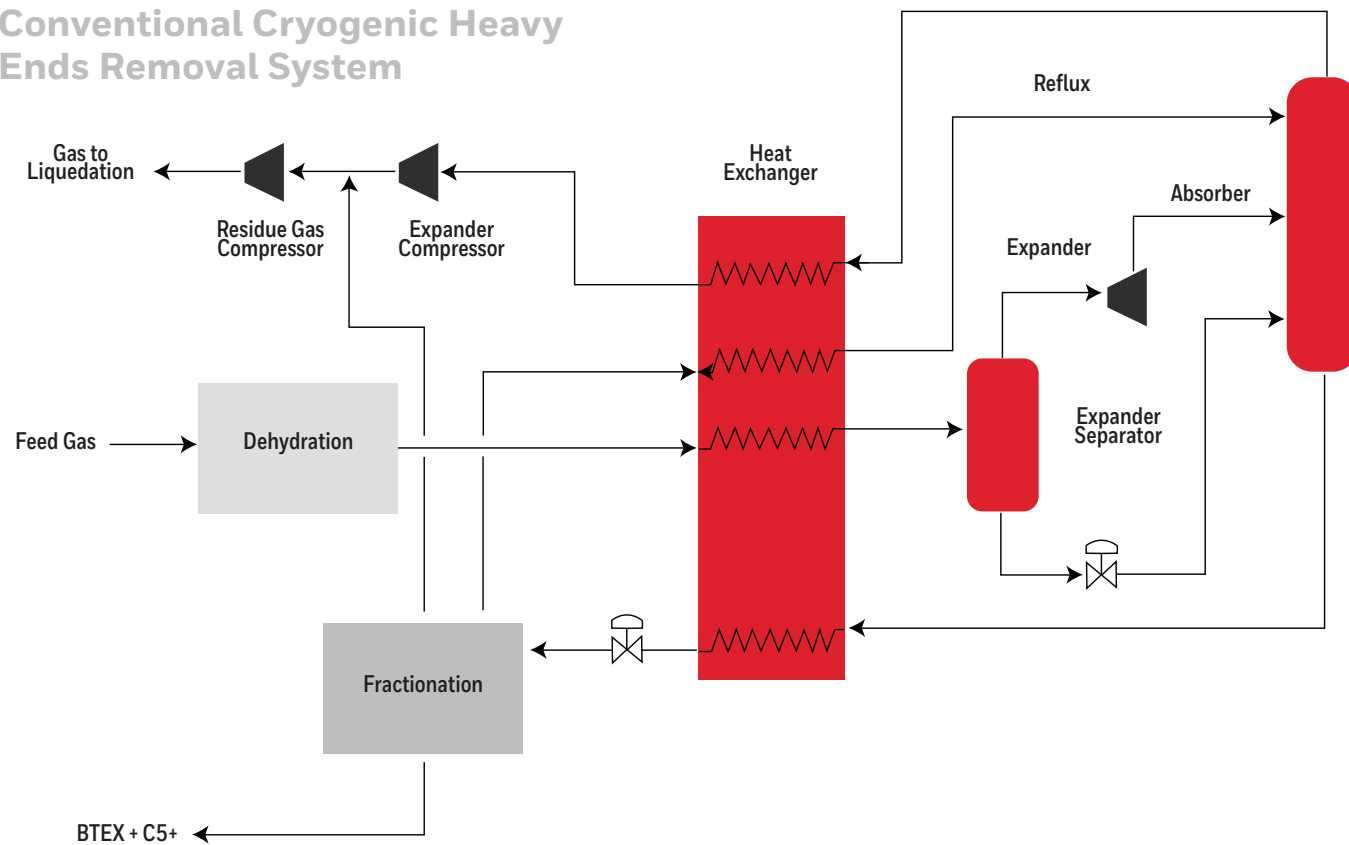 Conventional Cryogenic Heavy
Ends Removal System
Reflux
Gas to
Liquedation
Heat
Exchanger
Absorber
Residue Gas
Compressor
Expander
Compressor
Expander
Feed Gas
Dehydration
Expander
Separator
Fractionation
BTEX + C5+